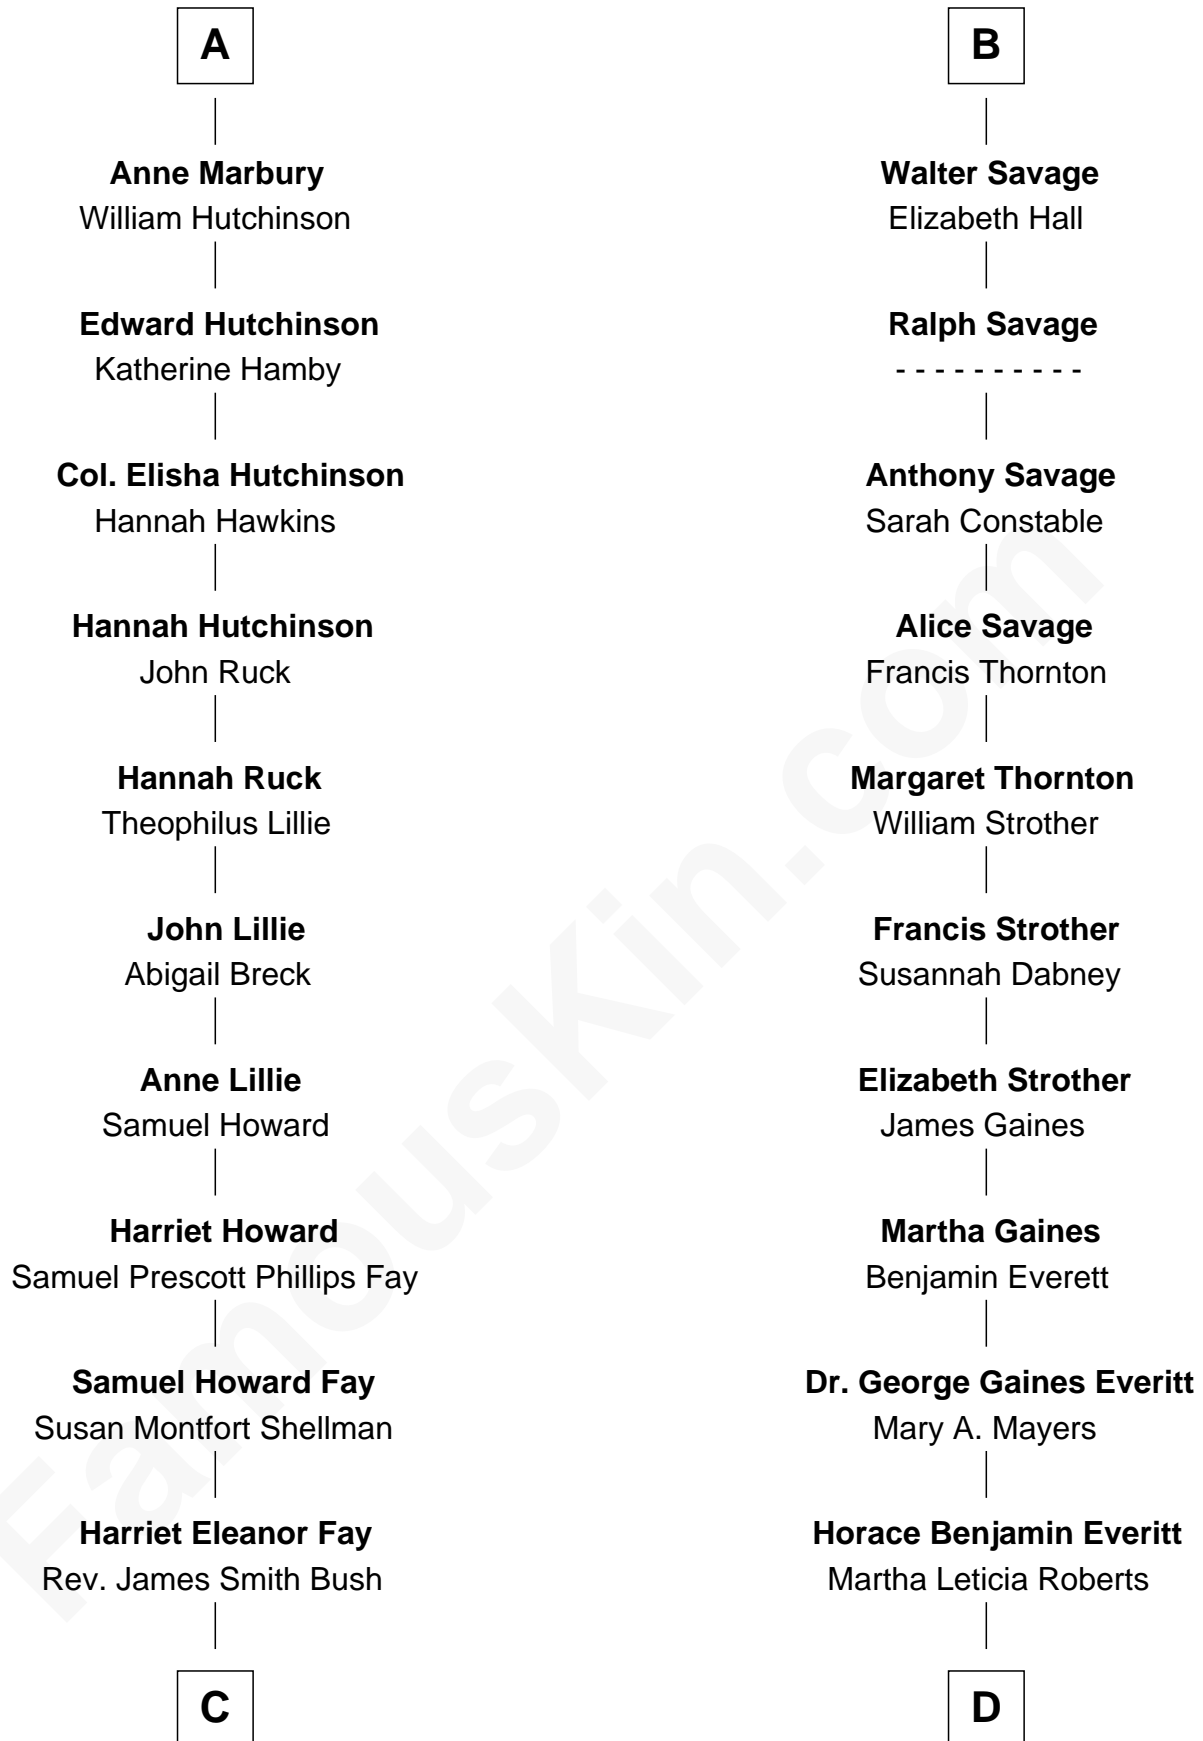 A
Anne Marbury
William Hutchinson
Edward Hutchinson
Katherine Hamby
Col. Elisha Hutchinson
Hannah Hawkins
Hannah Hutchinson
John Ruck
Hannah Ruck
Theophilus Lillie
John Lillie
Abigail Breck
Anne Lillie
Samuel Howard
Harriet Howard
Samuel Prescott Phillips Fay
Samuel Howard Fay
Susan Montfort Shellman
Harriet Eleanor Fay
Rev. James Smith Bush
C
B
Walter Savage
Elizabeth Hall
Ralph Savage
- - - - - - - - - -
Anthony Savage
Sarah Constable
Alice Savage
Francis Thornton
Margaret Thornton
William Strother
Francis Strother
Susannah Dabney
Elizabeth Strother
James Gaines
Martha Gaines
Benjamin Everett
Dr. George Gaines Everitt
Mary A. Mayers
Horace Benjamin Everitt
Martha Leticia Roberts
D
FamousKin.com